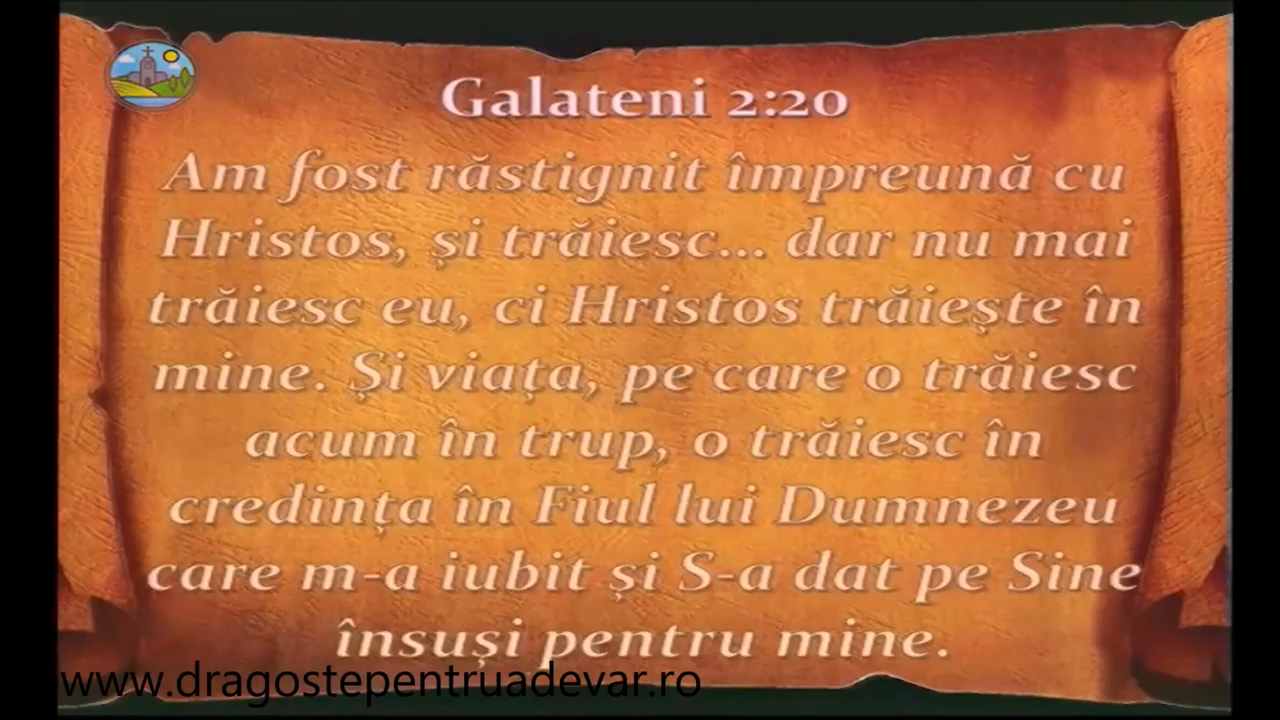 Galateni 2:20
Am fost răstignit împreună cu
Hristos, și trăiesc... dar nu mai
trăiesc eu, ci Hristos trăiește în
mine. Și viața, pe care o trăiesc
acum în trup, o trăiesc în
credința în Fiul lui Dumnezeu
care m-a iubit și S-a dat pe Sine
însuși pentru mine.
www.dragostepentruadevar.ro